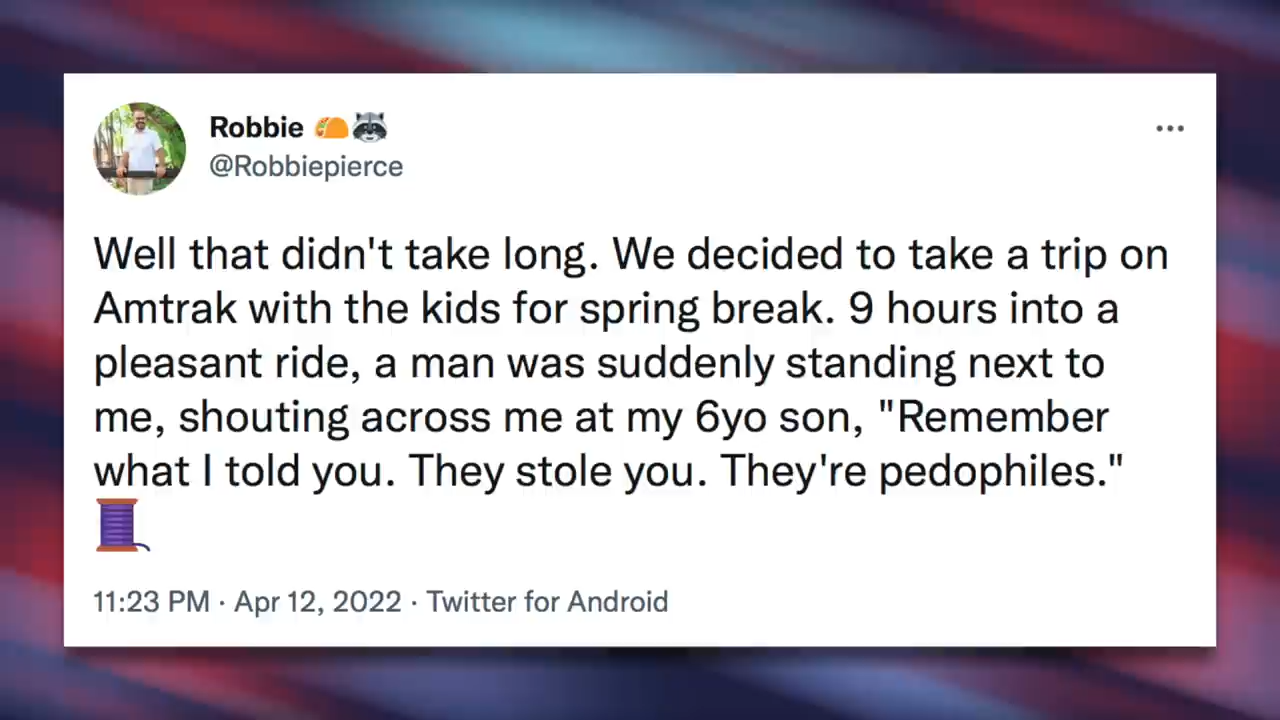 Robbie 🌮🦝
@Robbiepierce
Well that didn't take long. We decided to take a trip on
Amtrak with the kids for spring break. 9 hours into a
pleasant ride, a man was suddenly standing next to
me, shouting across me at my 6yo son, "Remember
what I told you. They stole you. They're pedophiles."
🧵
11:23 PM · Apr 12, 2022 · Twitter for Android